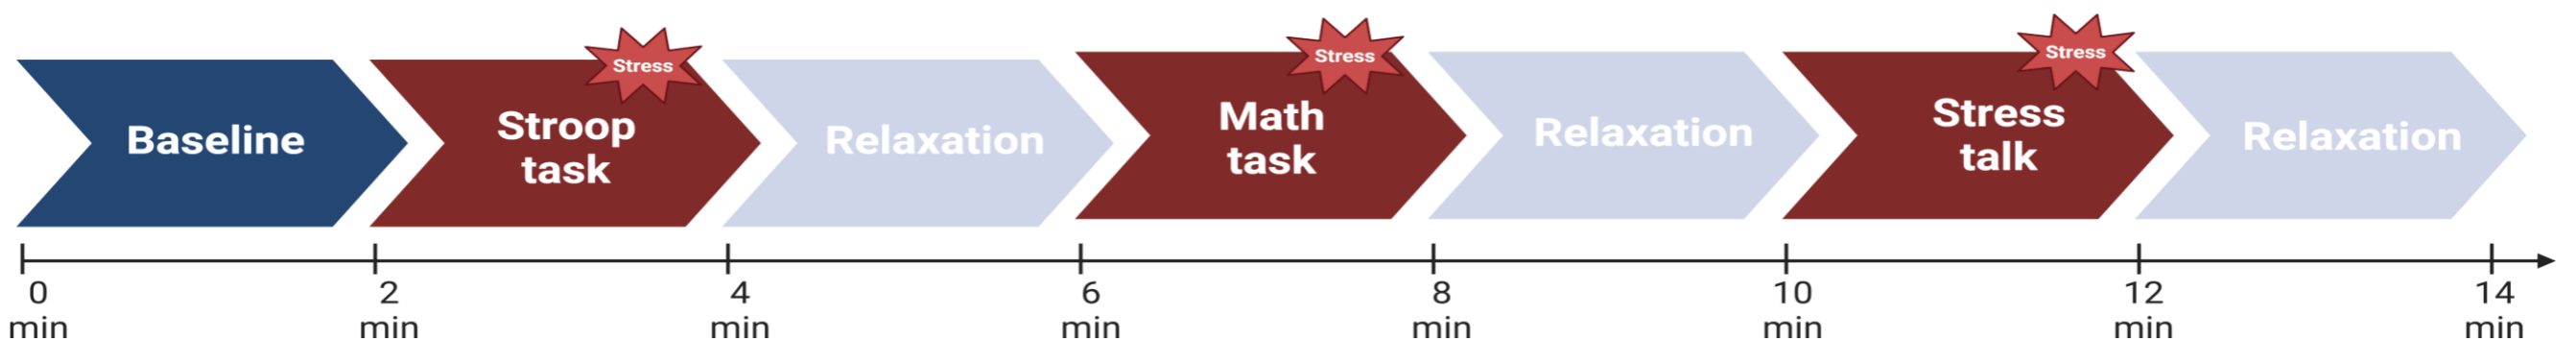 Stress
Stress
Stress
Baseline
Stroop
task
Relaxation
Math
task
Relaxation
Stress
talk
Relaxation
0 2 4 6 8 10 12 14
min min min min min min min min